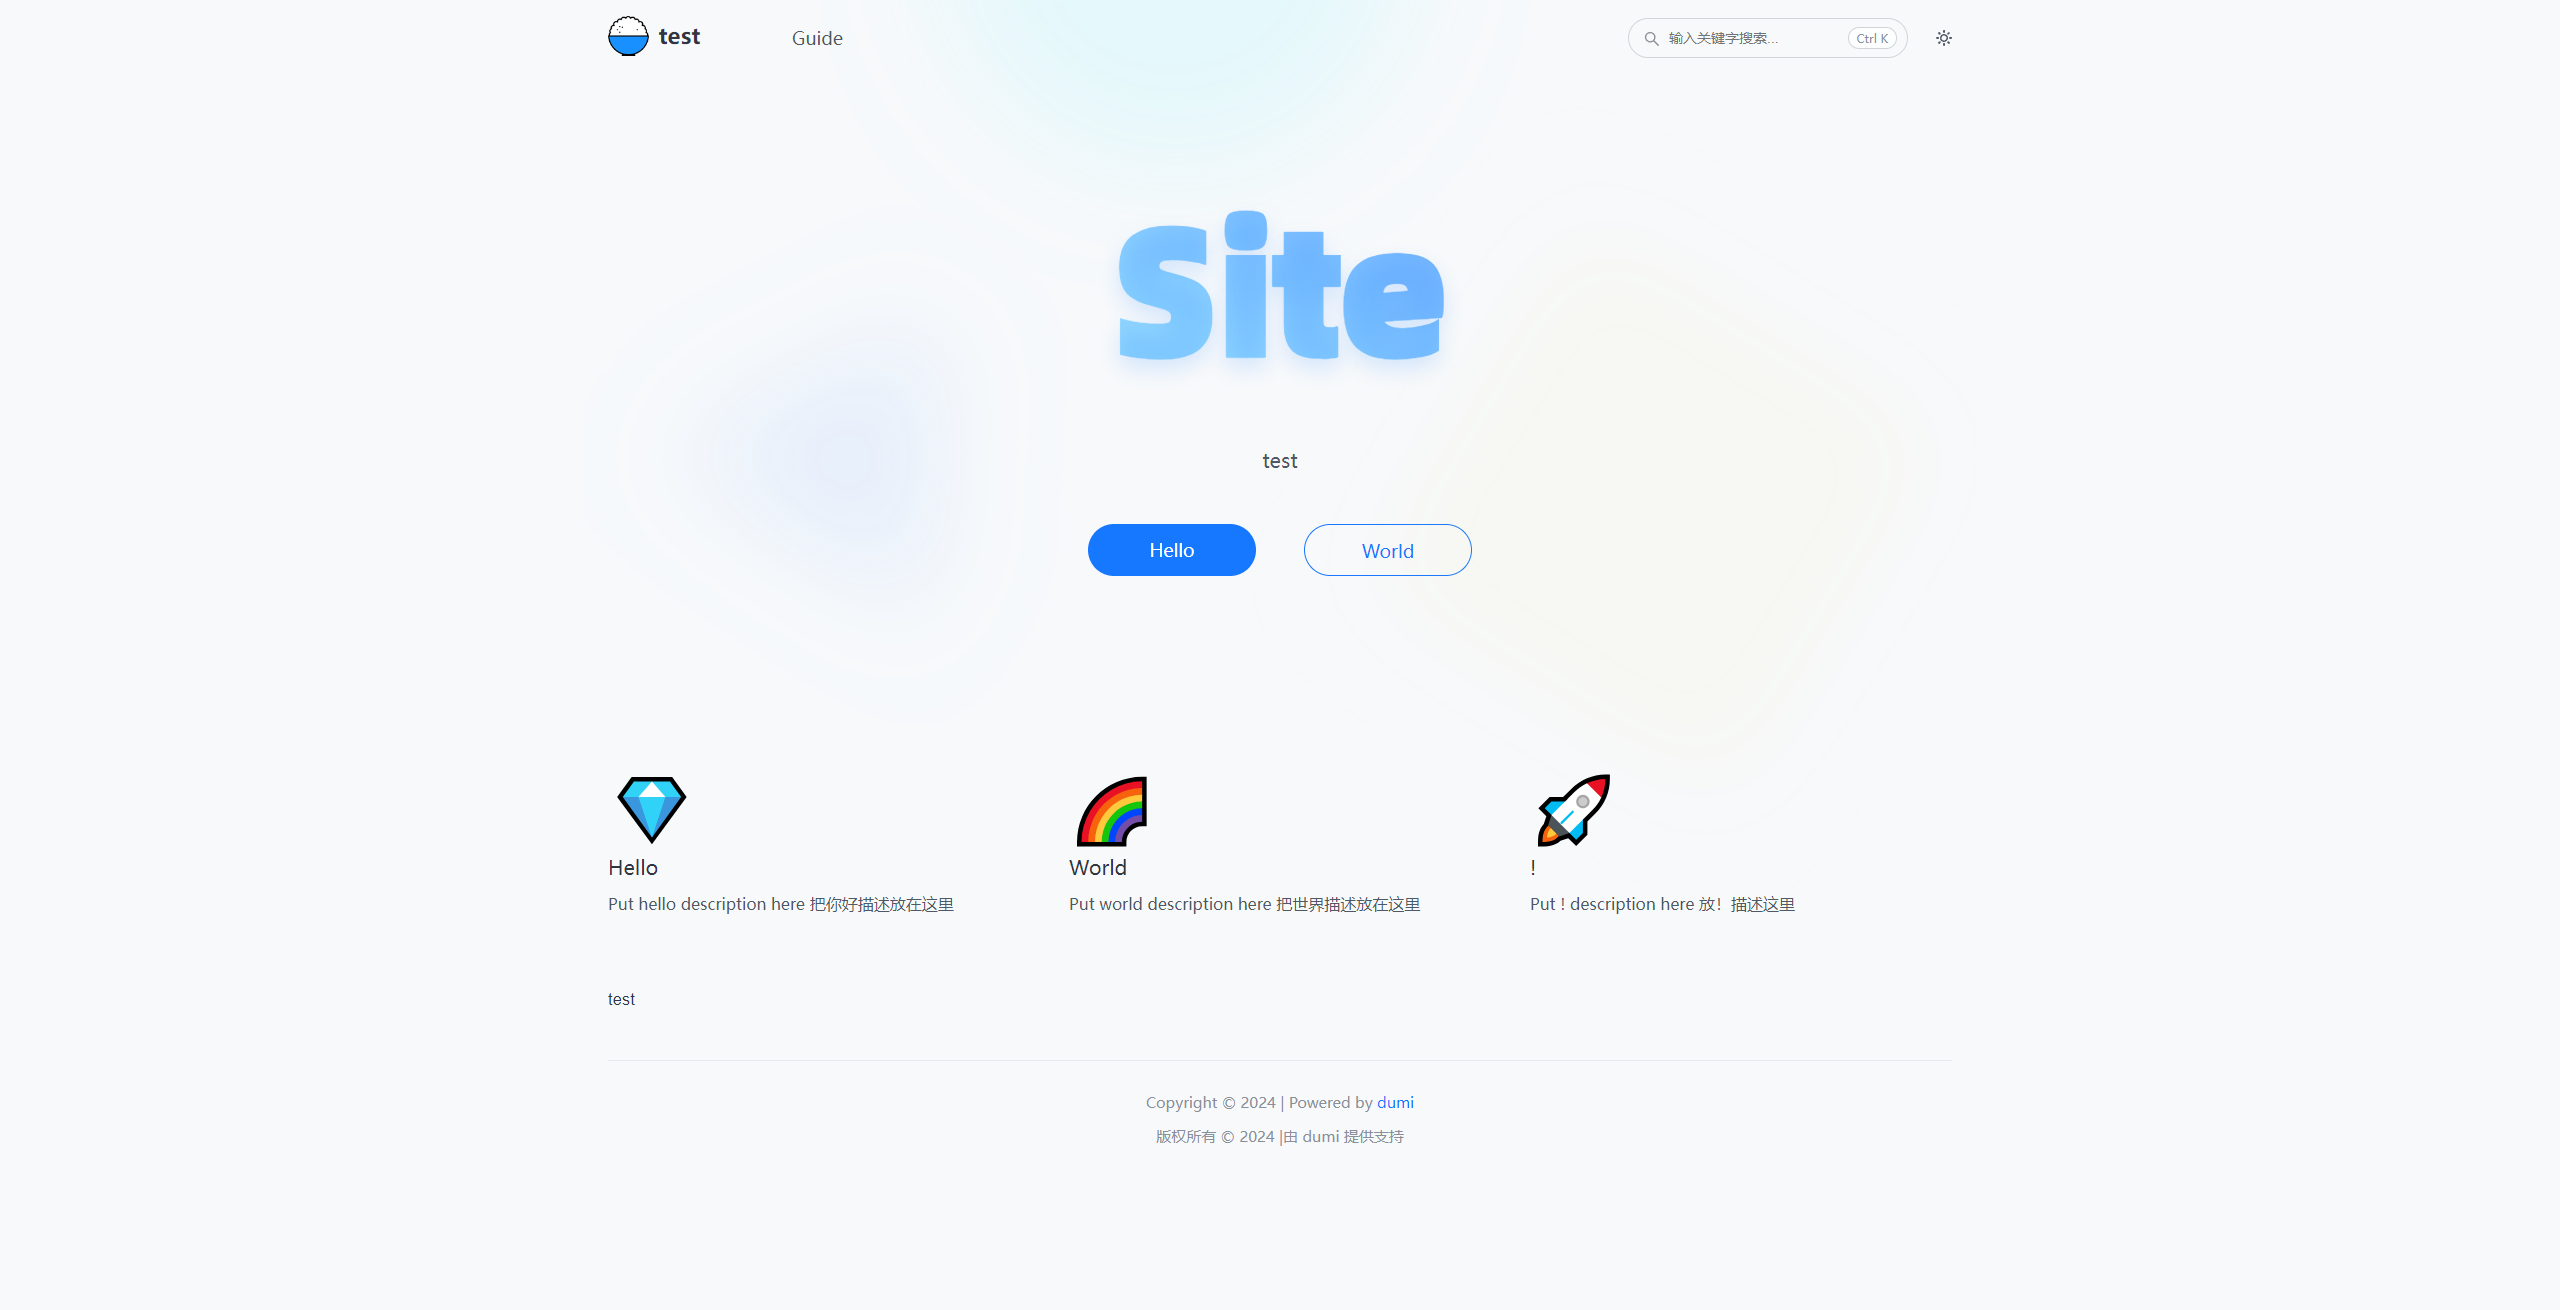 test
Guide
输入关键字搜索...
Ctrl K
Site
test
Hello
World
Hello
Put hello description here 把你好描述放在这里
World
Put world description here 把世界描述放在这里
!
Put ! description here 放！描述这里
test
Copyright © 2024 | Powered by dumi
版权所有 © 2024 |由 dumi 提供支持